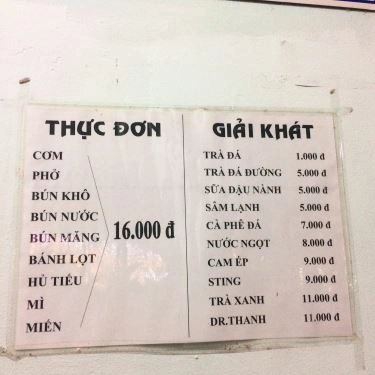 THỰC ĐƠN
CƠM
PHỞ
BÚN KHÔ
BÚN NƯỚC
BÚN MĂNG
BÁNH LỌT
HỦ TIẾU
MÌ
MIẾN
16.000 đ
GIẢI KHÁT
TRÀ ĐÁ 1.000 đ
TRÀ ĐÁ ĐƯỜNG 5.000 đ
SỮA ĐẬU NÀNH 5.000 đ
SÂM LẠNH 5.000 đ
CÀ PHÊ ĐÁ 7.000 đ
NƯỚC NGỌT 8.000 đ
CAM ÉP 9.000 đ
STING 9.000 đ
TRÀ XANH 11.000 đ
DR.THANH 11.000 đ